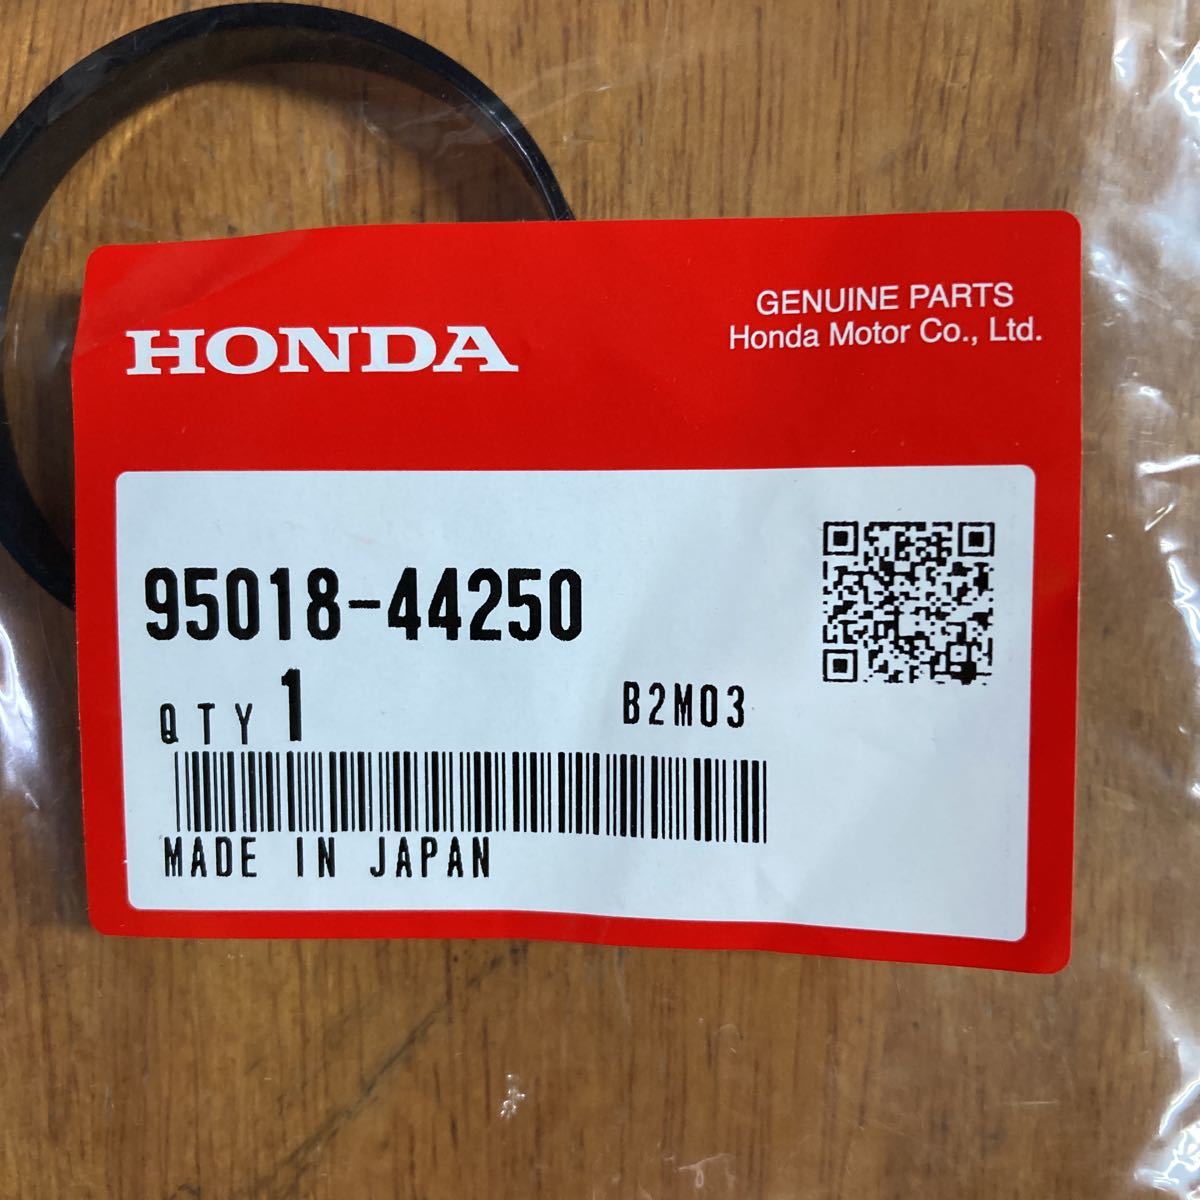 HONDA
GENUINE PARTS
Honda Motor Co., Ltd.
95018-44250
QTY 1
B2M03
MADE IN JAPAN